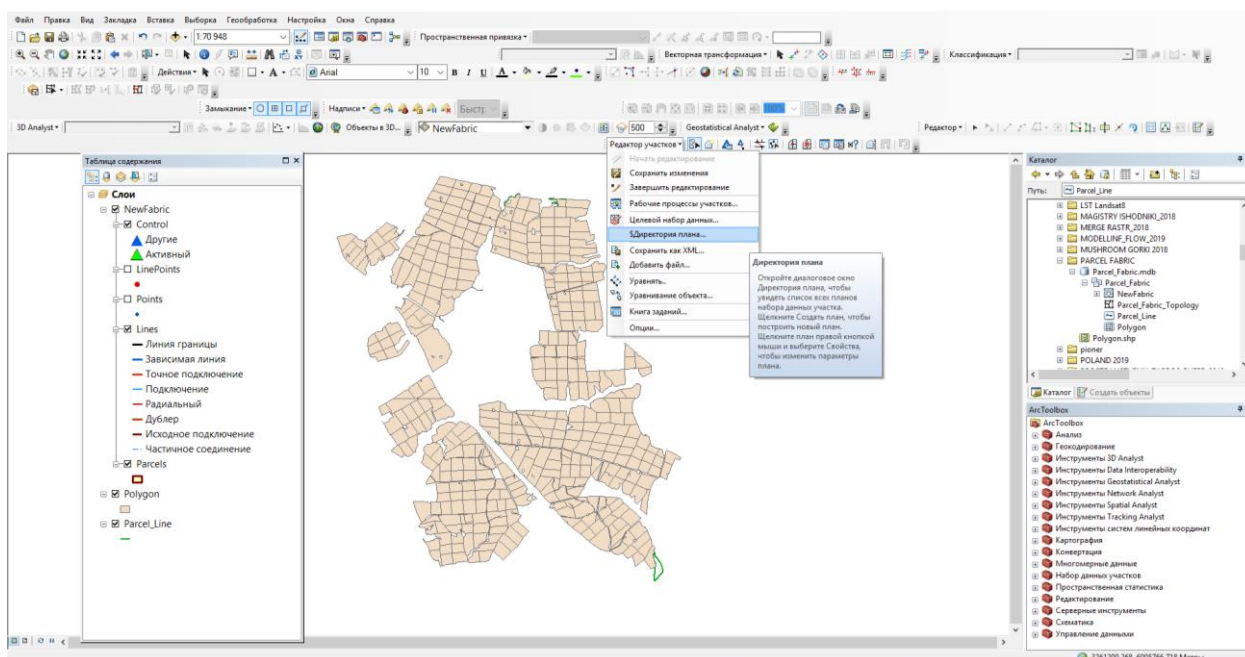 Файл Правка Вид Закладка Вставка Выборка Геообработка Настройка Окна Справка
1:70 948 Пространственная привязка
Векторная трансформация Классификация
Действия Arial 10 B I U A
Замыкание Надписи Быстр 100%
3D Analyst Объекты в 3D... NewFabric 500 Geostatistical Analyst Редактор
Редактор участков
Начать редактирование
Сохранить изменения
Завершить редактирование
Рабочие процессы участков...
Целевой набор данных...
$Директория плана...
Сохранить как XML...
Добавить файл...
Уравнять..
Уравнивание объекта...
Книга заданий...
Опции...
Директория плана
Откройте диалоговое окно
Директория плана, чтобы
увидеть список всех планов
набора данных участка.
Щелкните Создать план, чтобы
построить новый план.
Щелкните план правой кнопкой
мыши и выберите Свойства,
чтобы изменить параметры
плана.
Таблица содержания
Слои
NewFabric
Control
Другие
Активный
LinePoints
Points
Lines
Линия границы
Зависимая линия
Точное подключение
Подключение
Радиальный
Дублер
Исходное подключение
Частичное соединение
Parcels
Polygon
Parcel_Line
Каталог
Путь: Parcel_Line
LST Landsat8
MAGISTRY ISHODNIKI_2018
MERGE RASTR_2018
MODELLINF_FLOW_2019
MUSHROOM GORKI 2018
PARCEL FABRIC
Parcel_Fabric.mdb
Parcel_Fabric
NewFabric
Parcel_Fabric_Topology
Parcel_Line
Polygon
Polygon.shp
pioner
POLAND 2019
Каталог Создать объекты
ArcToolbox
ArcToolbox
Анализ
Геокодирование
Инструменты 3D Analyst
Инструменты Data Interoperability
Инструменты Geostatistical Analyst
Инструменты Network Analyst
Инструменты Spatial Analyst
Инструменты Tracking Analyst
Инструменты систем линейных координат
Картография
Конвертация
Многомерные данные
Набор данных участков
Пространственная статистика
Редактирование
Серверные инструменты
Схематика
Управление данными